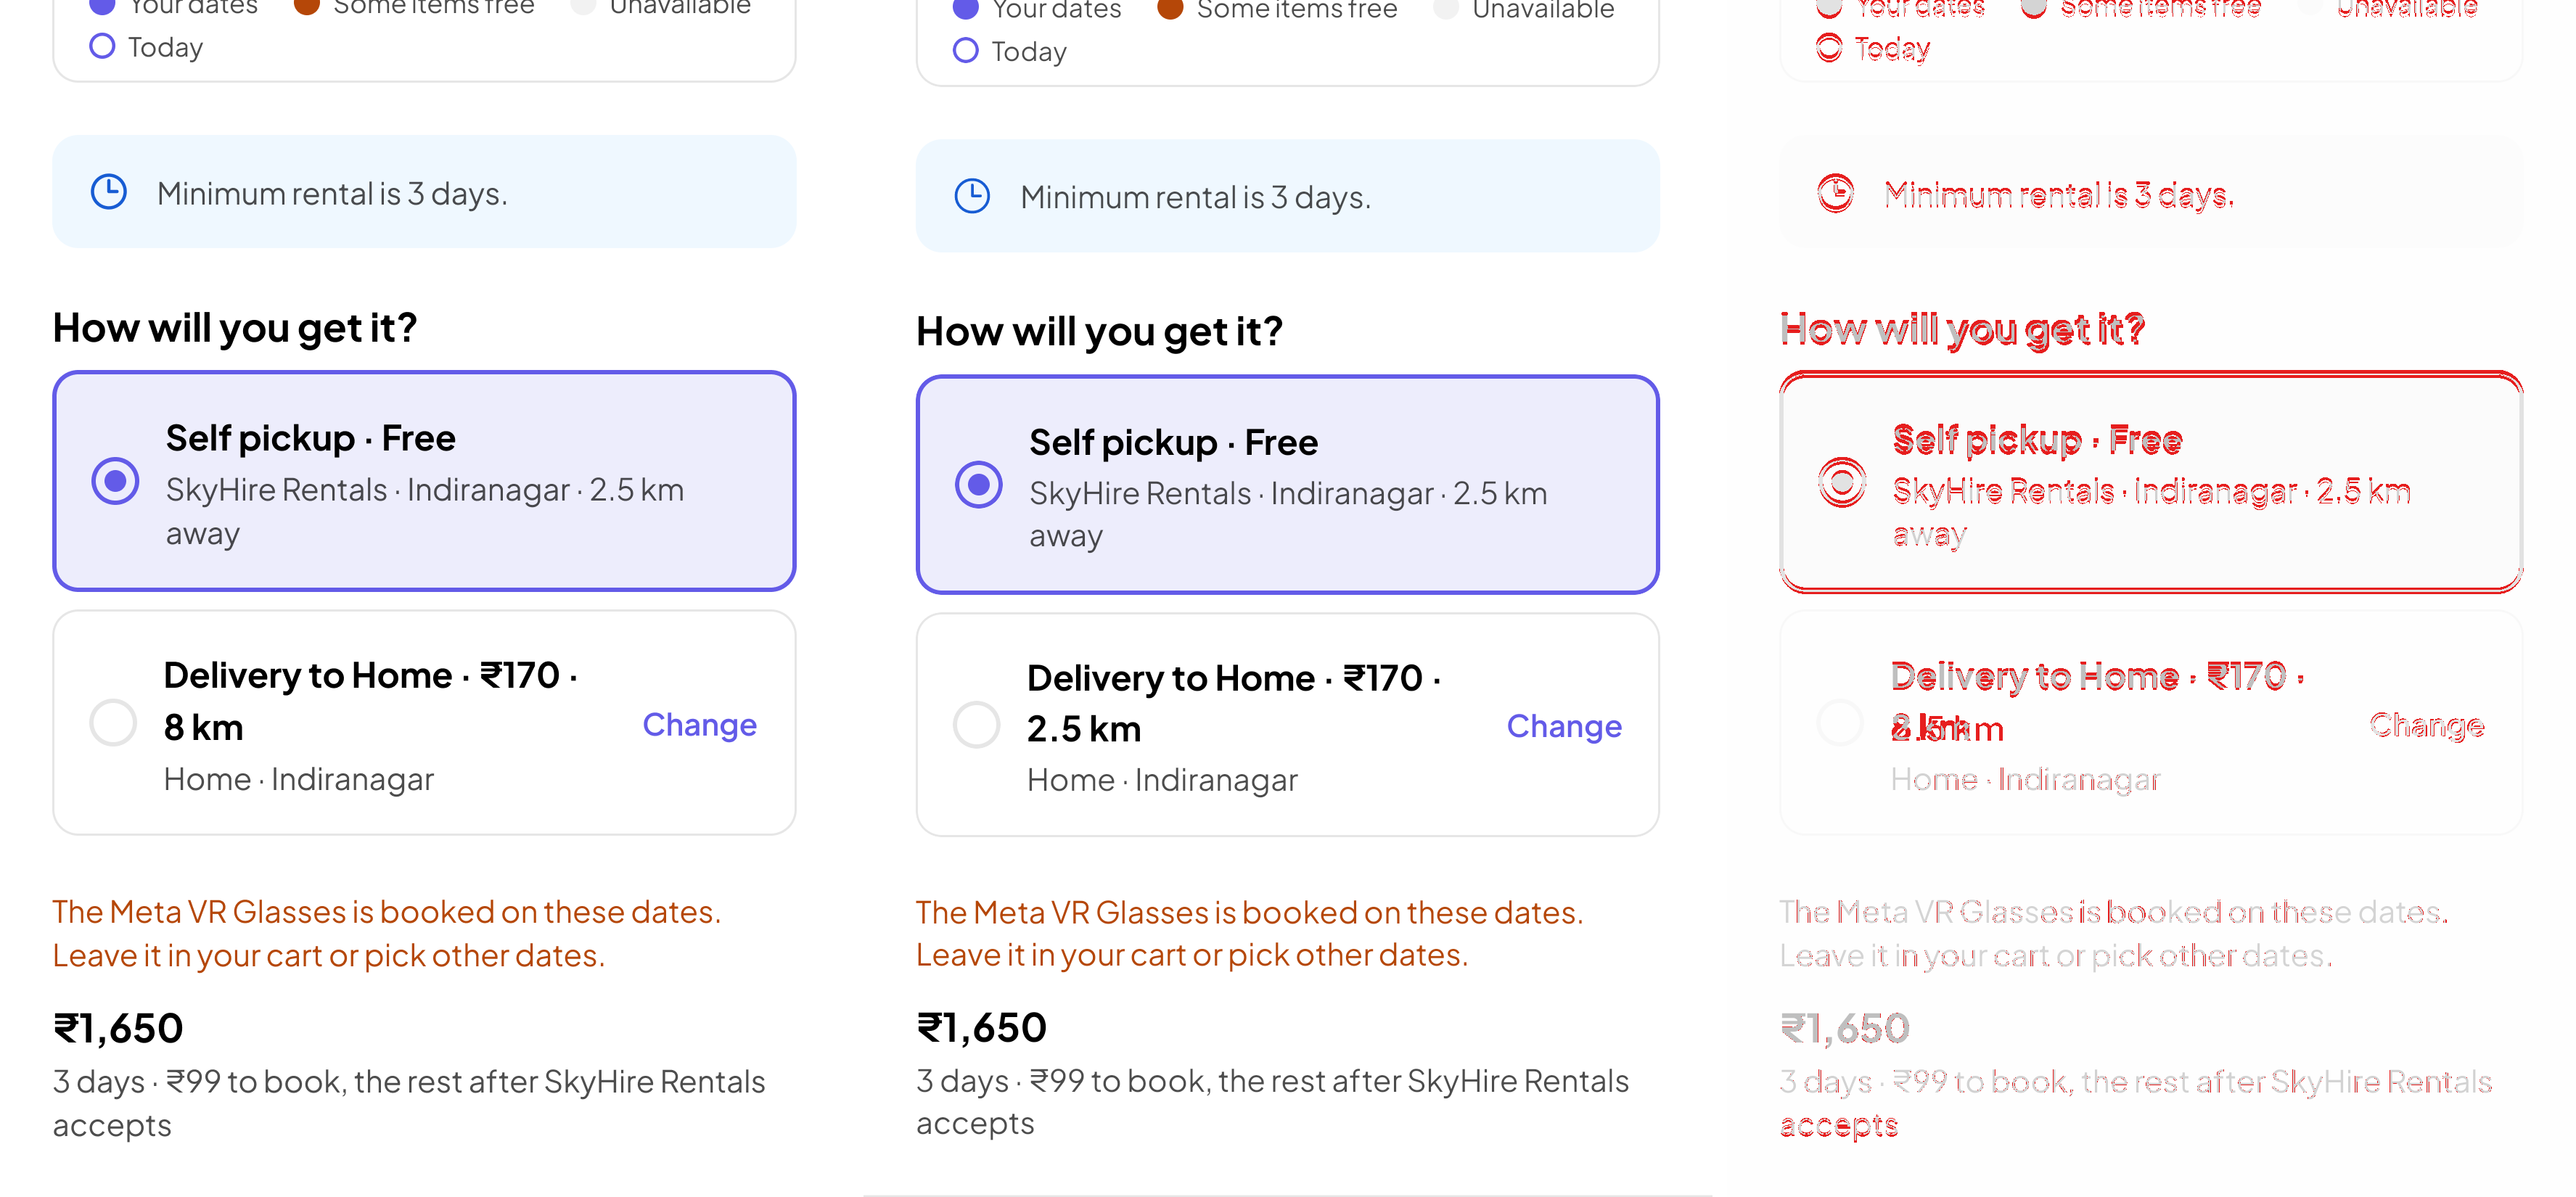 Your dates Some items free Unavailable
Today
Minimum rental is 3 days.
How will you get it?
Self pickup · Free
SkyHire Rentals · Indiranagar · 2.5 km
away
Delivery to Home · ₹170 ·
8 km
Change
Home · Indiranagar
The Meta VR Glasses is booked on these dates.
Leave it in your cart or pick other dates.
₹1,650
3 days · ₹99 to book, the rest after SkyHire Rentals
accepts
Your dates Some items free Unavailable
Today
Minimum rental is 3 days.
How will you get it?
Self pickup · Free
SkyHire Rentals · Indiranagar · 2.5 km
away
Delivery to Home · ₹170 ·
2.5 km
Change
Home · Indiranagar
The Meta VR Glasses is booked on these dates.
Leave it in your cart or pick other dates.
₹1,650
3 days · ₹99 to book, the rest after SkyHire Rentals
accepts
Your dates Some items free Unavailable
Today
Minimum rental is 3 days.
How will you get it?
Self pickup · Free
SkyHire Rentals · Indiranagar · 2.5 km
away
Delivery to Home · ₹170 ·
Change
Home · Indiranagar
The Meta VR Glasses is booked on these dates.
Leave it in your cart or pick other dates.
₹1,650
3 days · ₹99 to book, the rest after SkyHire Rentals
accepts